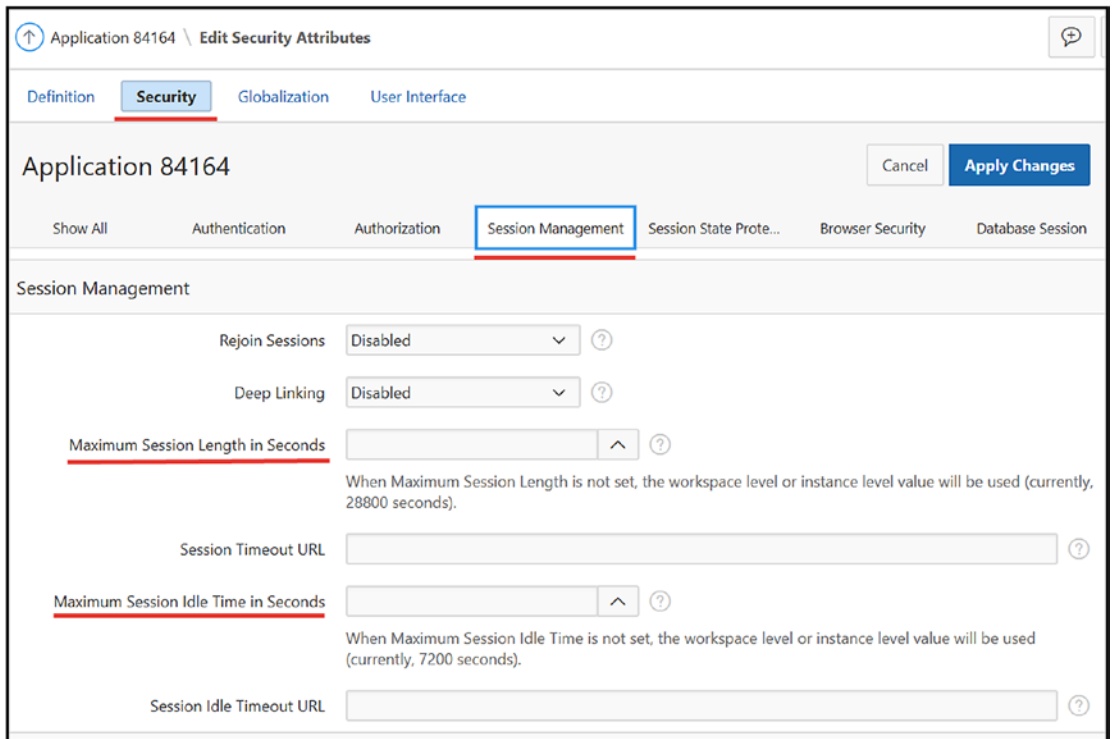 Application 84164 \ Edit Security Attributes
Definition Security Globalization User Interface
Application 84164 Cancel Apply Changes
Show All Authentication Authorization Session Management Session State Prote... Browser Security Database Session
Session Management
Rejoin Sessions Disabled
Deep Linking Disabled
Maximum Session Length in Seconds
When Maximum Session Length is not set, the workspace level or instance level value will be used (currently,
28800 seconds).
Session Timeout URL
Maximum Session Idle Time in Seconds
When Maximum Session Idle Time is not set, the workspace level or instance level value will be used
(currently, 7200 seconds).
Session Idle Timeout URL